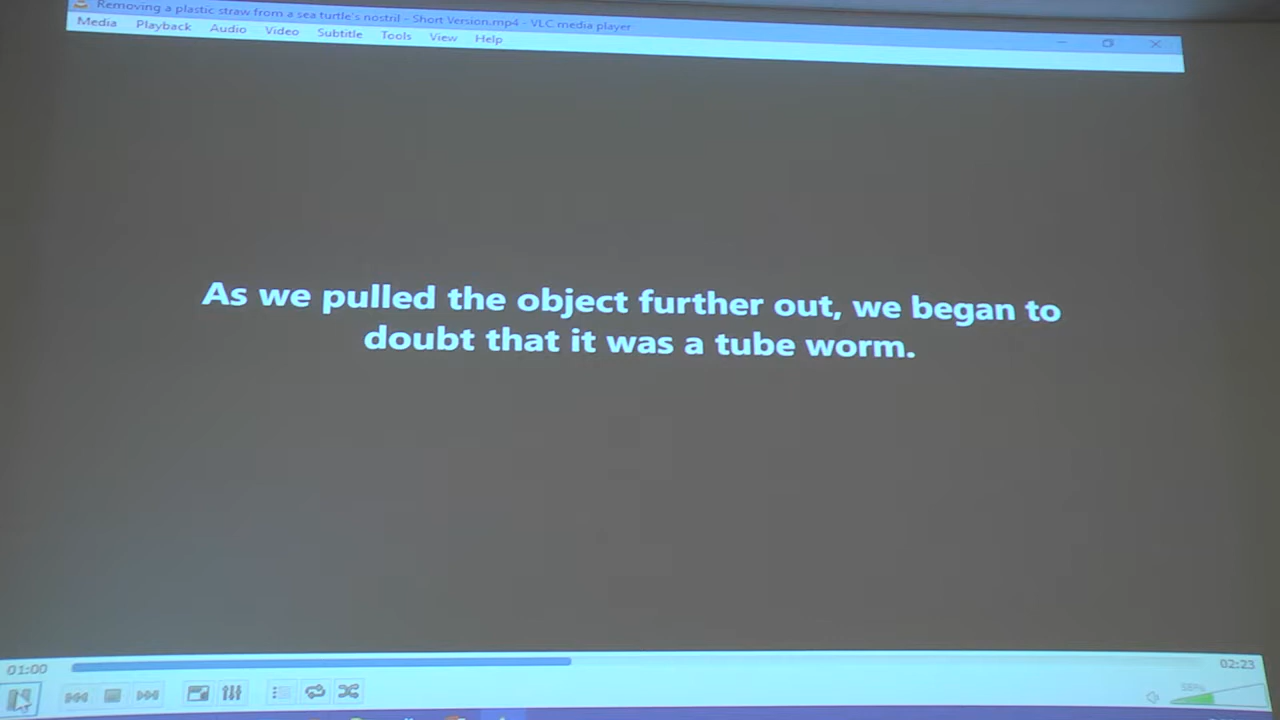 Removing a plastic straw from a sea turtle's nostril - Short Version.mp4 - VLC media player
Media Playback Audio Video Subtitle Tools View Help
As we pulled the object further out, we began to
doubt that it was a tube worm.
01:00 02:23